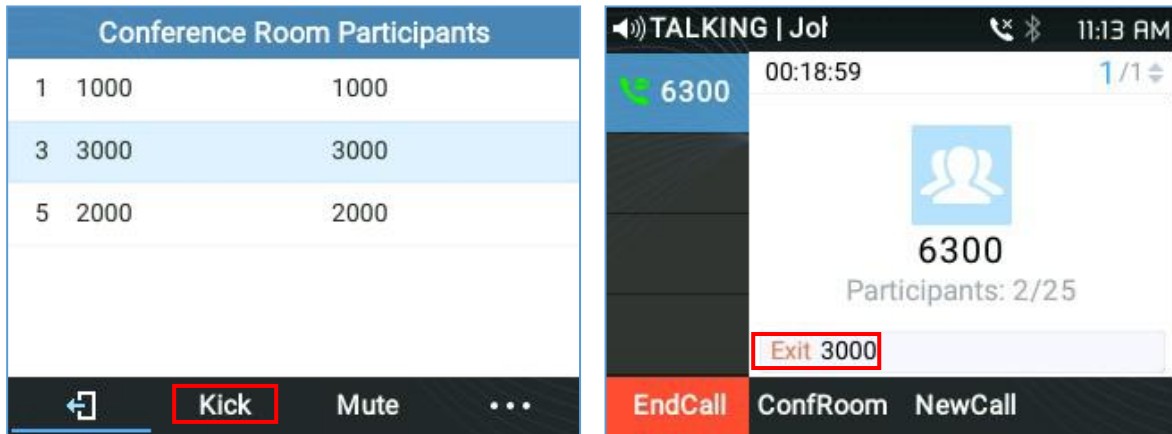 Conference Room Participants
1 1000 1000
3 3000 3000
5 2000 2000
Kick Mute ...
TALKING | Joh 11:13 AM
6300
00:18:59 1/1
6300
Participants: 2/25
Exit 3000
EndCall ConfRoom NewCall